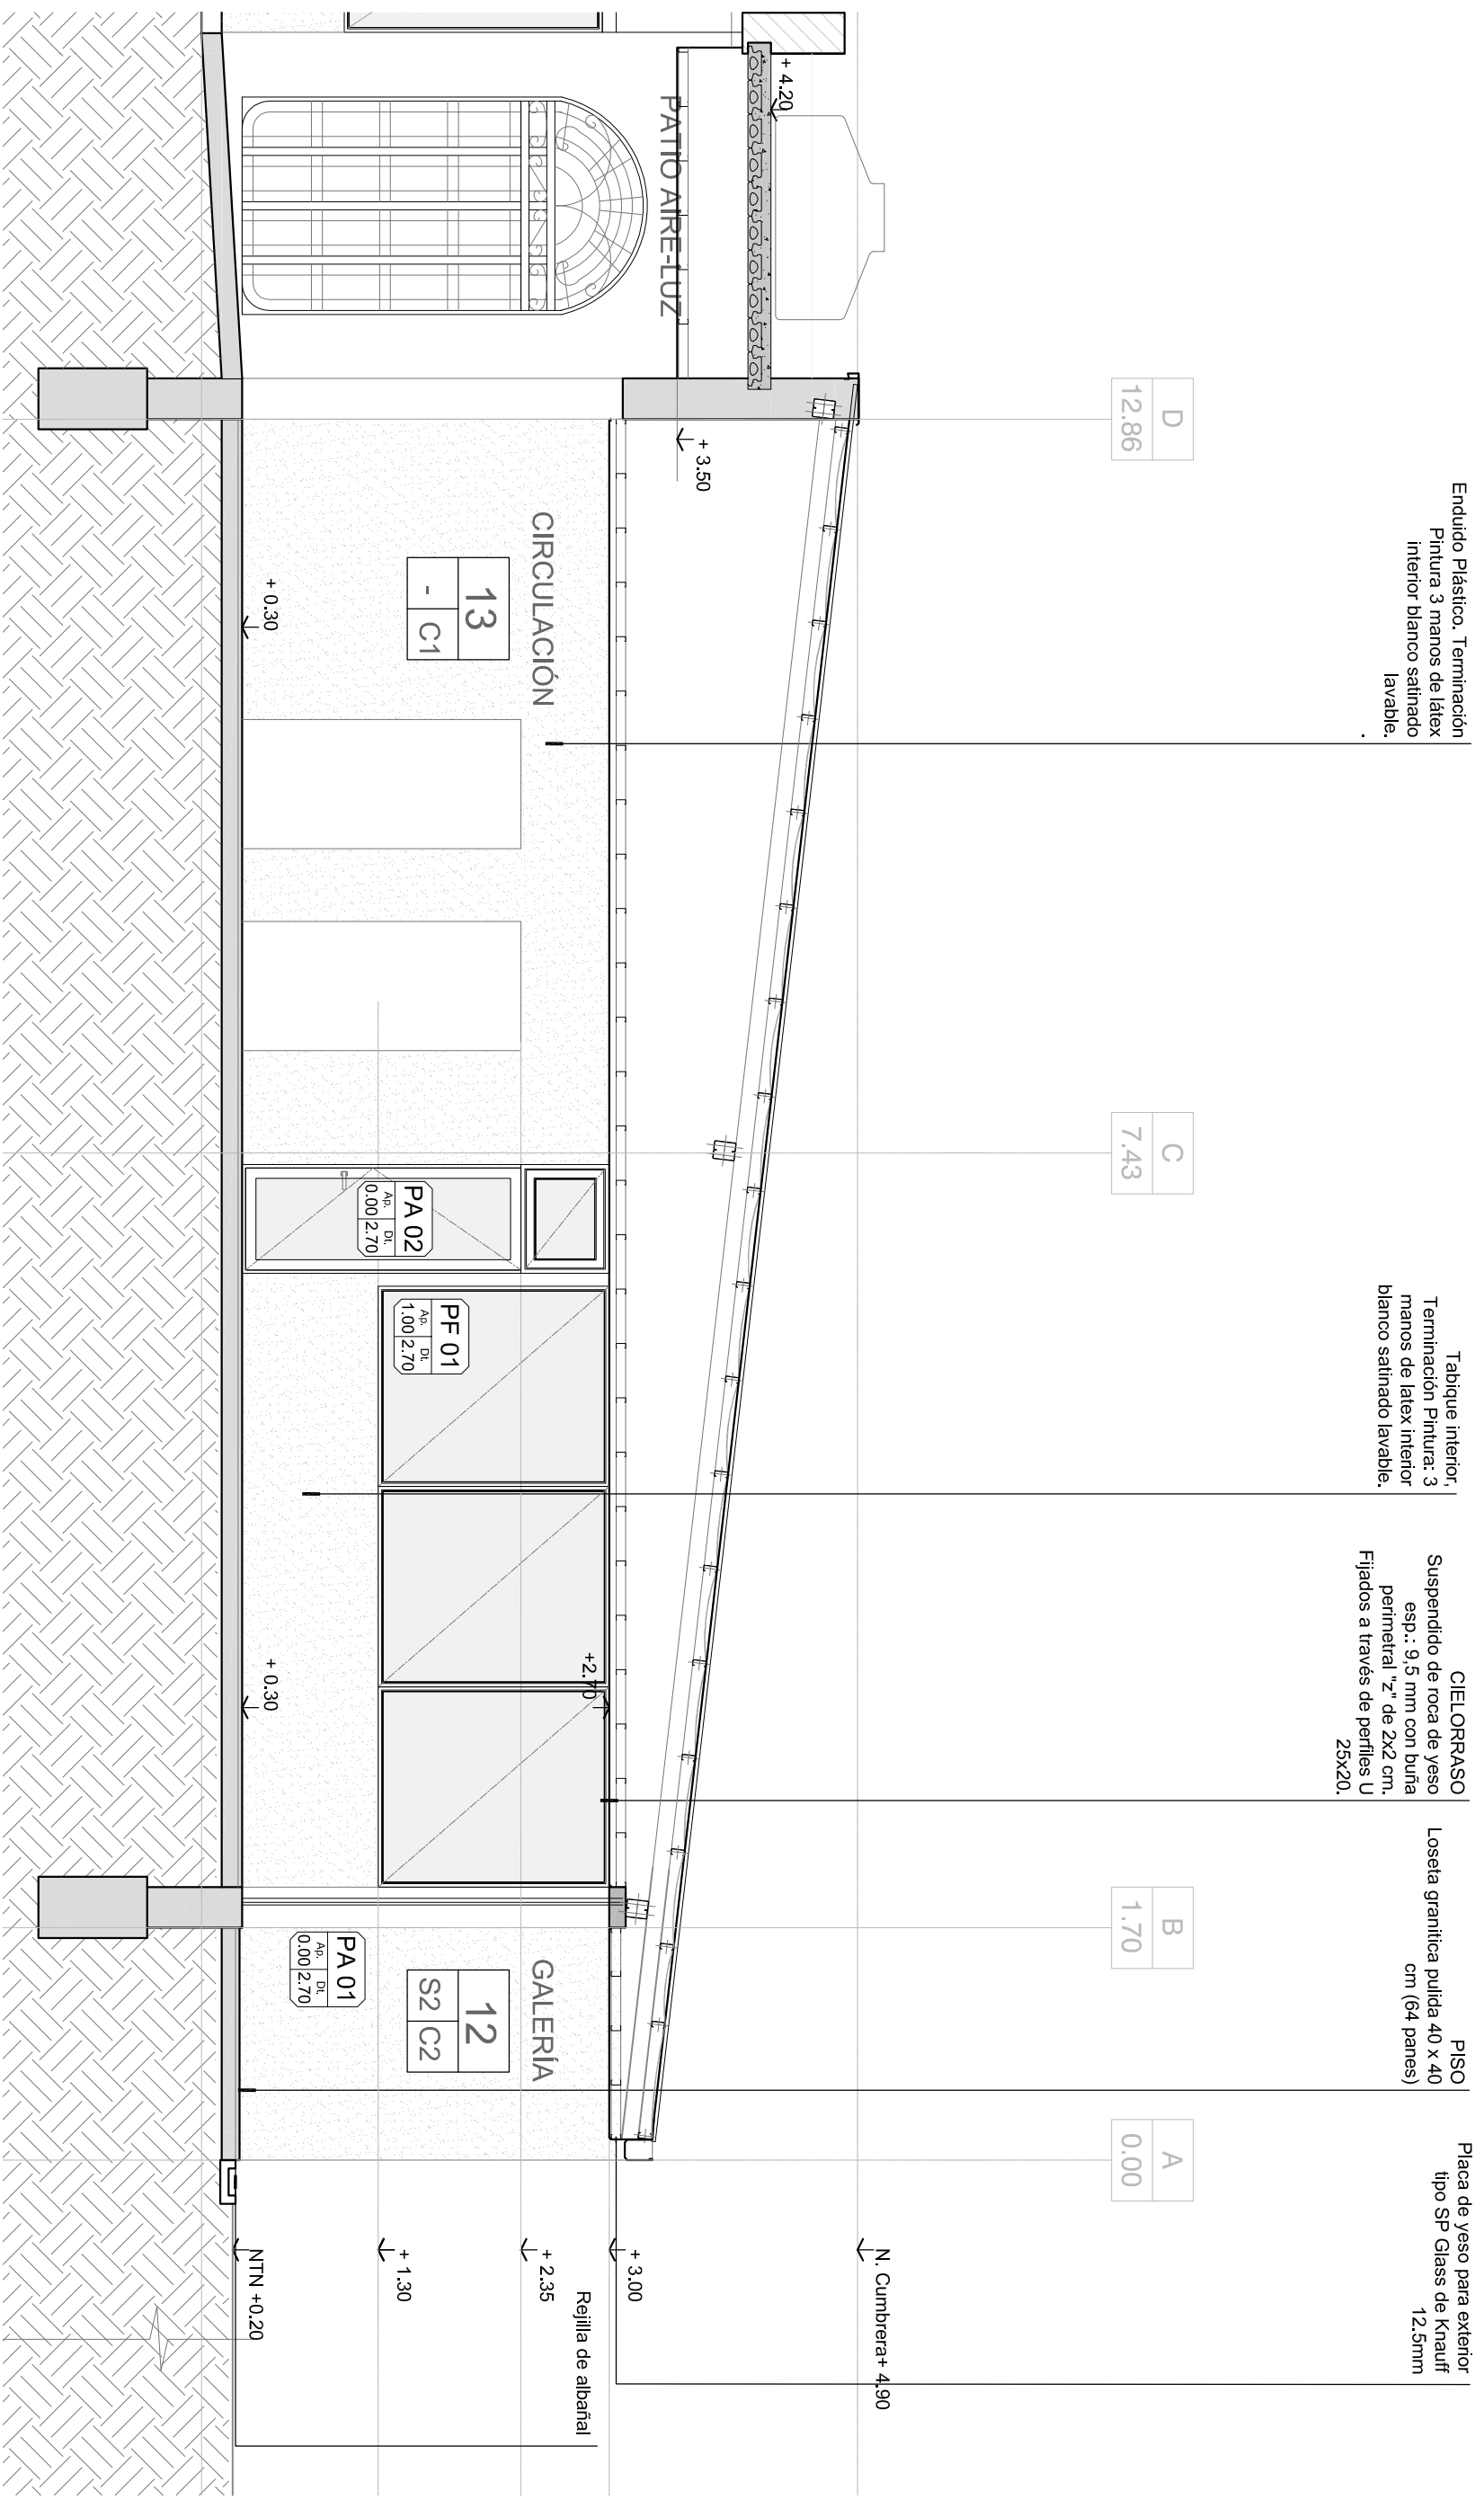 Enduido Plástico. Terminación
Pintura 3 manos de látex
interior blanco satinado
lavable.
.
Tabique interior,
Terminación Pintura: 3
manos de latex interior
blanco satinado lavable.
CIELORRASO
Suspendido de roca de yeso
esp.: 9,5 mm con buña
perimetral "z" de 2x2 cm.
Fijados a través de perfiles U
25x20.
PISO
Loseta granitica pulida 40 x 40
cm (64 panes)
Placa de yeso para exterior
tipo SP Glass de Knauff
12.5mm
D
12.86
C
7.43
B
1.70
A
0.00
+ 4.20
PATIO AIRE-LUZ
+ 3.50
N. Cumbrera+ 4.90
CIRCULACIÓN
13
- C1
+ 0.30
PA 02
Ap. Dt.
0.00 2.70
PF 01
Ap. Dt.
1.00 2.70
+2.70
+ 0.30
GALERÍA
12
S2 C2
PA 01
Ap. Dt.
0.00 2.70
+ 3.00
+ 2.35
+ 1.30
NTN +0.20
Rejilla de albañal